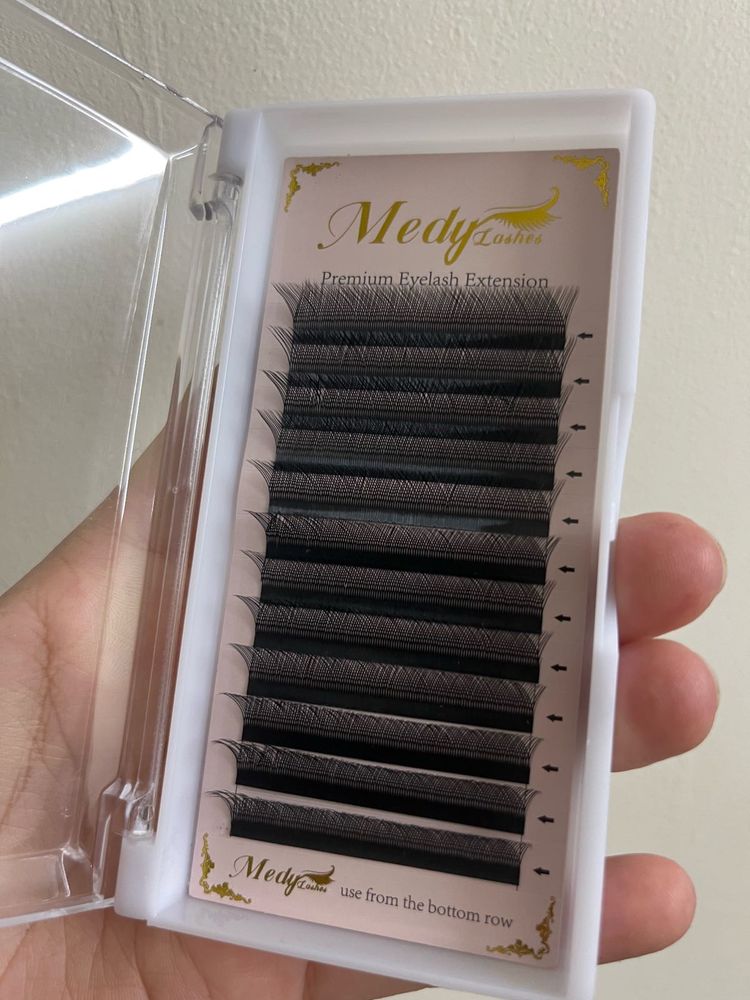 Medy Lashes
Premium Eyelash Extension
Medy Lashes
use from the bottom row